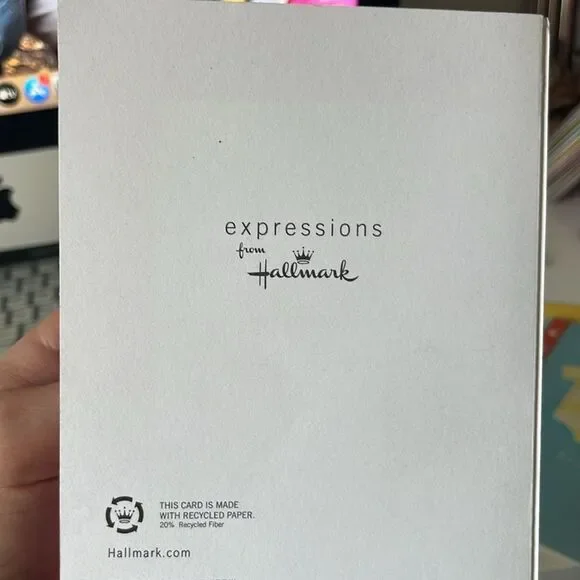 expressions
from
Hallmark
THIS CARD IS MADE
WITH RECYCLED PAPER.
20% Recycled Fiber
Hallmark.com